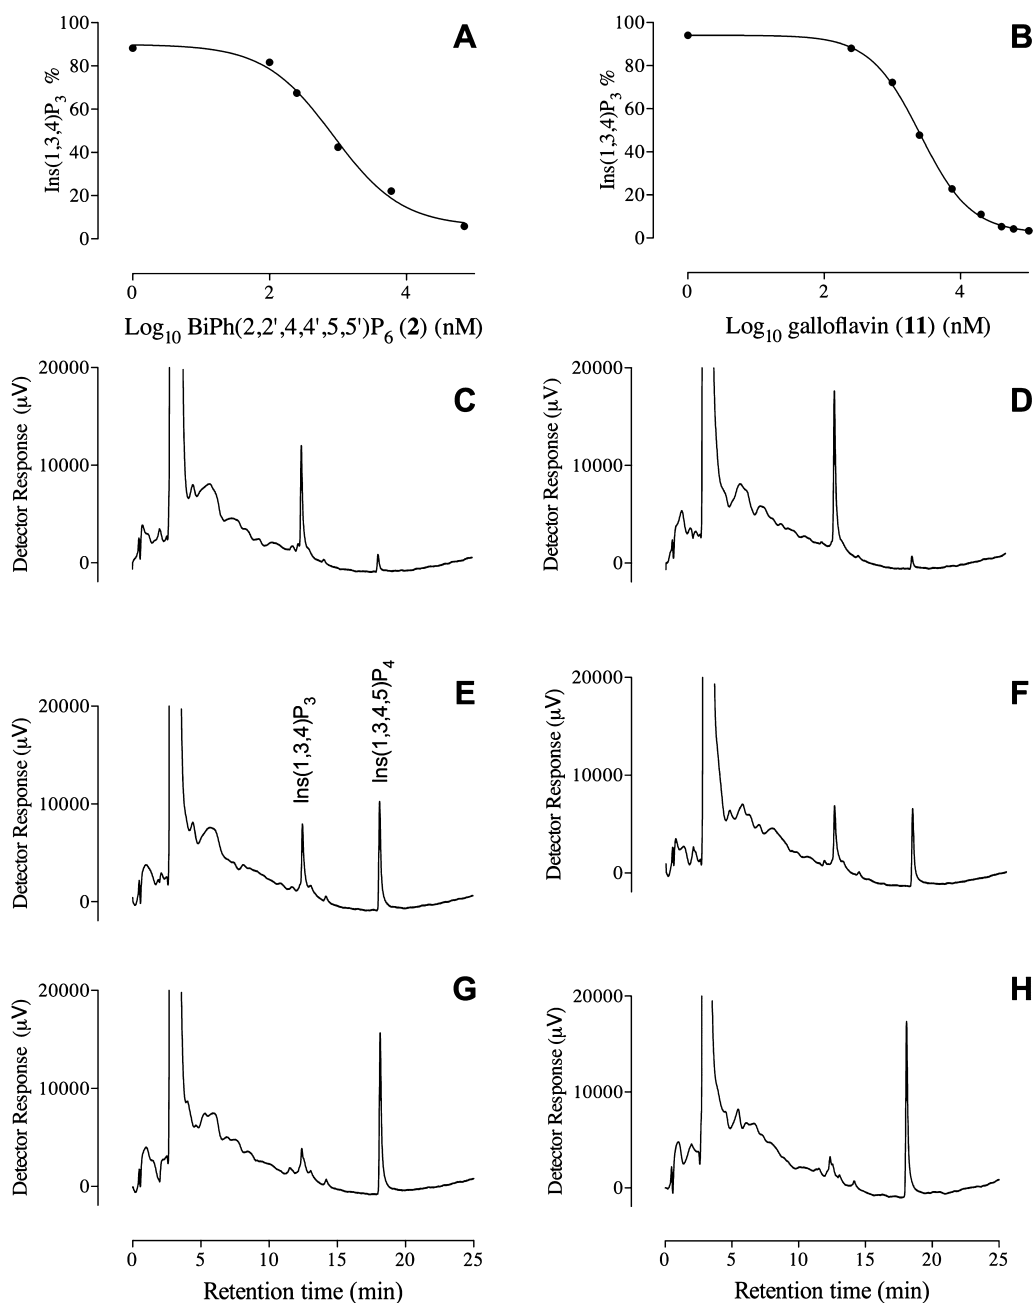 A
100
80
60
40
20
0
Ins(1,3,4)P3 %
0 2 4
Log10 BiPh(2,2',4,4',5,5')P6 (2) (nM)
B
100
80
60
40
20
0
Ins(1,3,4)P3 %
0 2 4
Log10 galloflavin (11) (nM)
C
20000
10000
0
Detector Response (µV)
D
20000
10000
0
Detector Response (µV)
E
20000
10000
0
Detector Response (µV)
Ins(1,3,4)P3
Ins(1,3,4,5)P4
F
20000
10000
0
Detector Response (µV)
G
20000
10000
0
Detector Response (µV)
0 5 10 15 20 25
Retention time (min)
H
20000
10000
0
Detector Response (µV)
0 5 10 15 20 25
Retention time (min)